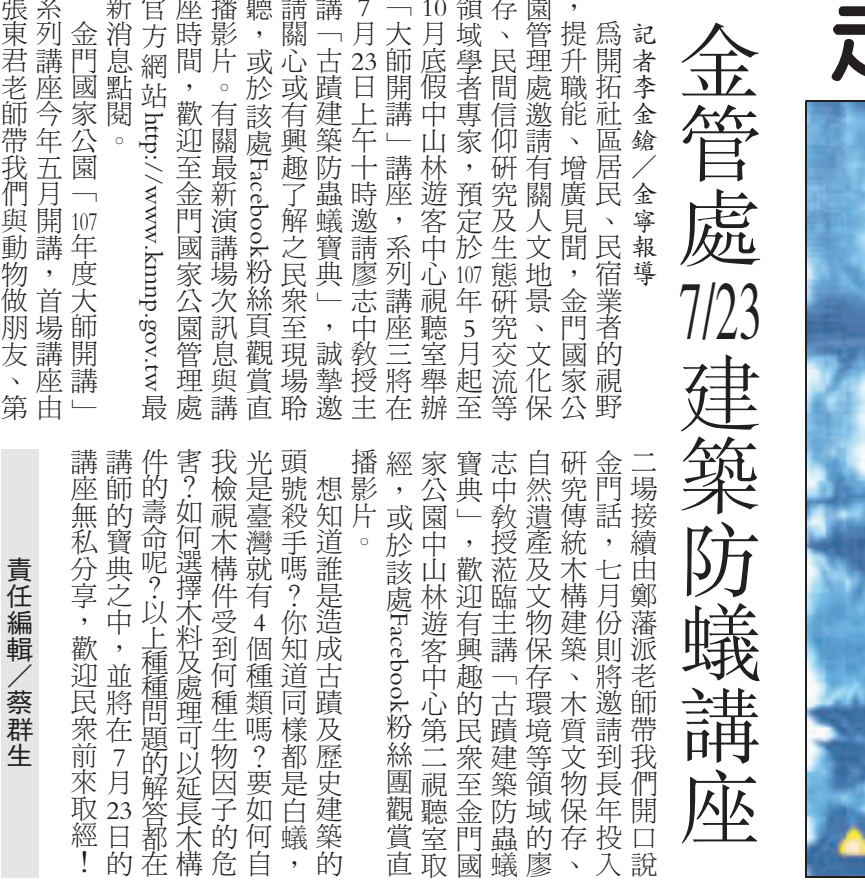 金管處7/23建築防蟻講座
記者李金鎗／金寧報導
為開拓社區居民、民宿業者的視野
，提升職能、增廣見聞，金門國家公
園管理處邀請有關人文地景、文化保
存、民間信仰研究及生態研究交流等
領域學者專家，預定於107年5月起至
10月底假中山林遊客中心視聽室舉辦
「大師開講」講座，系列講座三將在
7月23日上午十時邀請廖志中教授主
講「古蹟建築防蟲蟻寶典」，誠摯邀
請關心或有興趣了解之民眾至現場聆
聽，或於該處Facebook粉絲頁觀賞直
播影片。有關最新演講場次訊息與講
座時間，歡迎至金門國家公園管理處
官方網站http://www.kmnp.gov.tw最
新消息點閱。
金門國家公園「107年度大師開講」
系列講座今年五月開講，首場講座由
張東君老師帶我們與動物做朋友、第
二場接續由鄭藩派老師帶我們開口說
金門話，七月份則將邀請到長年投入
研究傳統木構建築、木質文物保存、
自然遺產及文物保存環境等領域的廖
志中教授蒞臨主講「古蹟建築防蟲蟻
寶典」，歡迎有興趣的民眾至金門國
家公園中山林遊客中心第二視聽室取
經，或於該處Facebook粉絲團觀賞直
播影片。
想知道誰是造成古蹟及歷史建築的
頭號殺手嗎？你知道同樣都是白蟻，
光是臺灣就有4個種類嗎？要如何自
我檢視木構件受到何種生物因子的危
害？如何選擇木料及處理可以延長木構
件的壽命呢？以上種種問題的解答都在
講師的寶典之中，並將在7月23日的
講座無私分享，歡迎民眾前來取經！
責任編輯／蔡群生